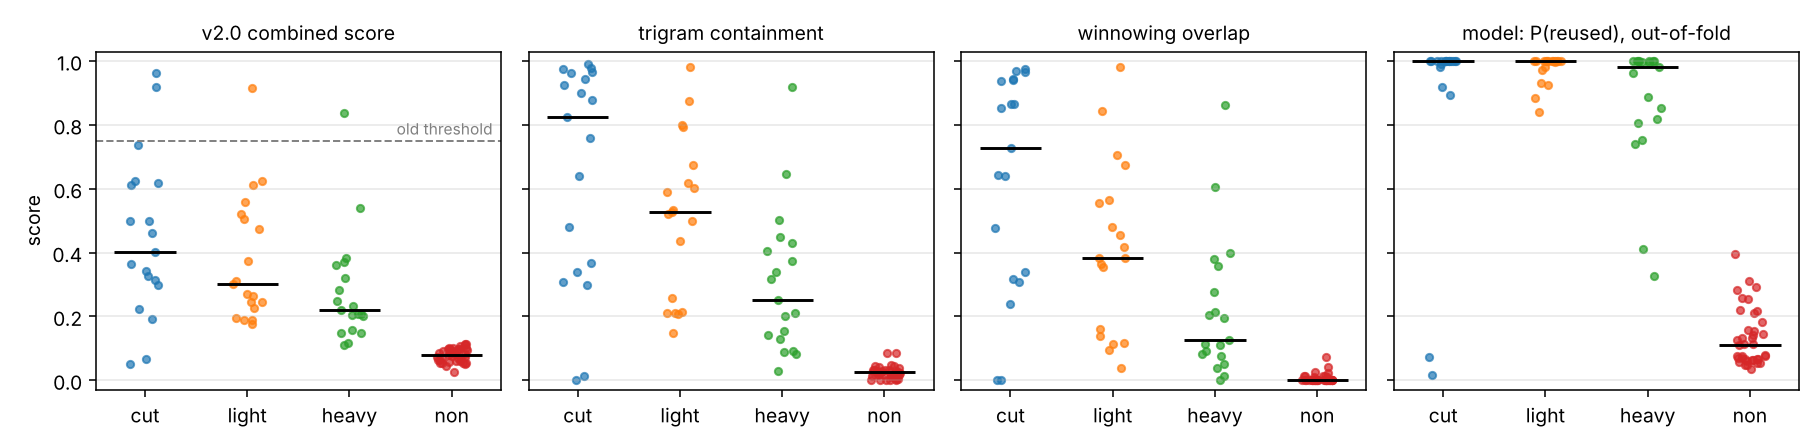 v2.0 combined score
trigram containment
winnowing overlap
model: P(reused), out-of-fold
score
1.0
0.8
0.6
0.4
0.2
0.0
old threshold
cut light heavy non
cut light heavy non
cut light heavy non
cut light heavy non